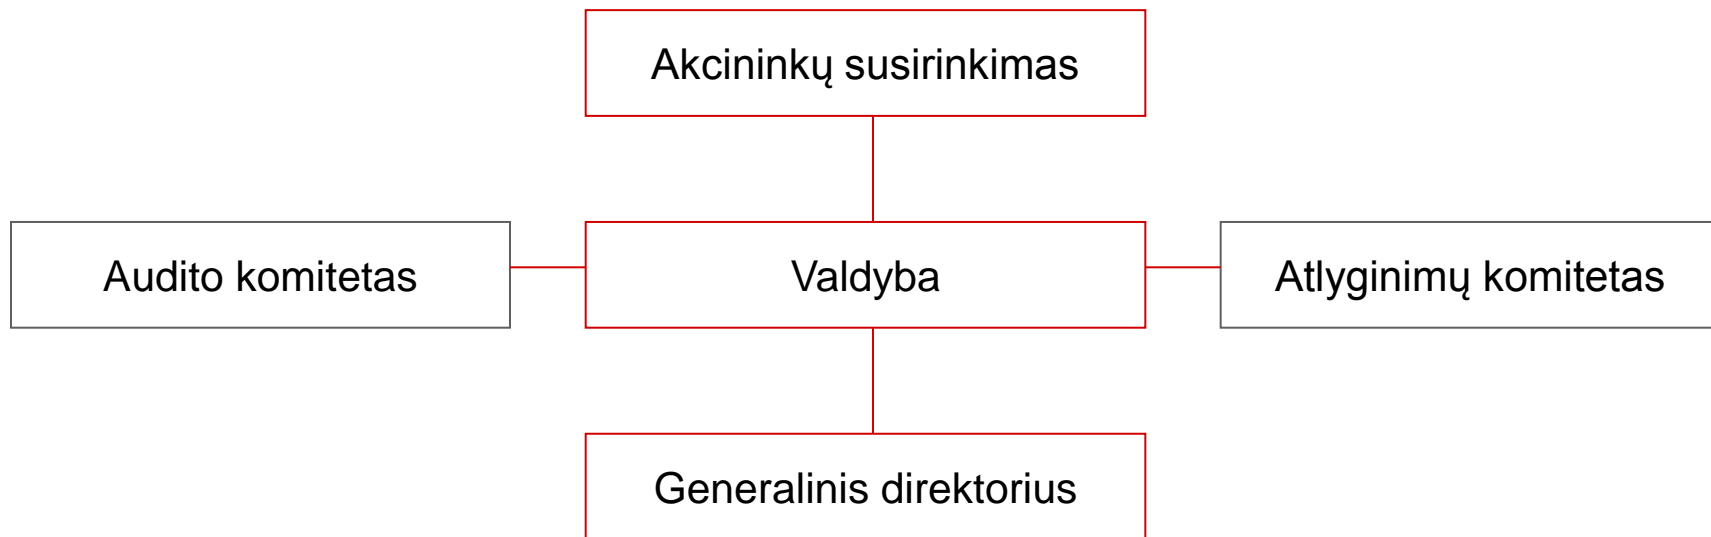 Akcininkų susirinkimas
Audito komitetas
Valdyba
Atlyginimų komitetas
Generalinis direktorius